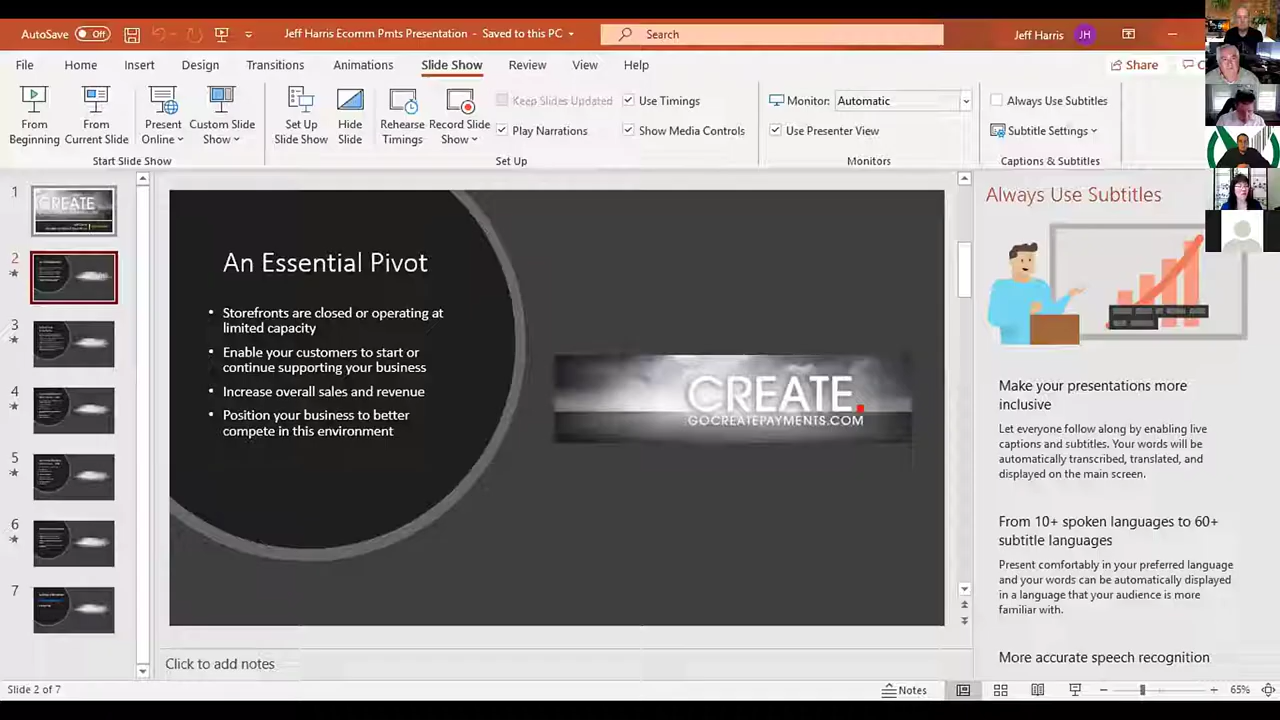 AutoSave Off Jeff Harris Ecomm Pmts Presentation - Saved to this PC Search Jeff Harris JH
File Home Insert Design Transitions Animations Slide Show Review View Help Share
From Beginning
From Current Slide
Present Online
Custom Slide Show
Start Slide Show
Set Up Slide Show
Hide Slide
Rehearse Timings
Record Slide Show
Keep Slides Updated
Play Narrations
Use Timings
Show Media Controls
Set Up
Monitor: Automatic
Use Presenter View
Monitors
Always Use Subtitles
Subtitle Settings
Captions & Subtitles
1
CREATE
2
3
4
5
6
7
An Essential Pivot
• Storefronts are closed or operating at
limited capacity
• Enable your customers to start or
continue supporting your business
• Increase overall sales and revenue
• Position your business to better
compete in this environment
CREATE.
GOCREATEPAYMENTS.COM
Always Use Subtitles
Make your presentations more
inclusive
Let everyone follow along by enabling live
captions and subtitles. Your words will be
automatically transcribed, translated, and
displayed on the main screen.
From 10+ spoken languages to 60+
subtitle languages
Present comfortably in your preferred language
and your words can be automatically displayed
in a language that your audience is more
familiar with.
More accurate speech recognition
Click to add notes
Slide 2 of 7 Notes 65%